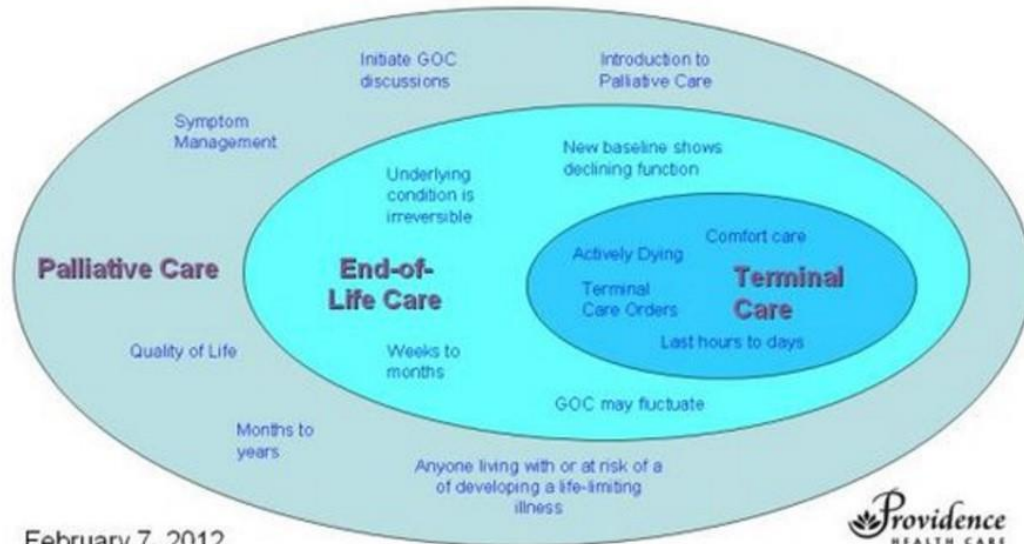 Initiate GOC
discussions
Introduction to
Palliative Care
Symptom
Management
New baseline shows
declining function
Underlying
condition is
irreversible
Comfort care
Actively Dying
Palliative Care
End-of-
Life Care
Terminal
Care
Terminal
Care Orders
Last hours to days
Quality of Life
Weeks to
months
GOC may fluctuate
Months to
years
Anyone living with or at risk of a
of developing a life-limiting
illness
February 7, 2012
Providence
HEALTH CARE